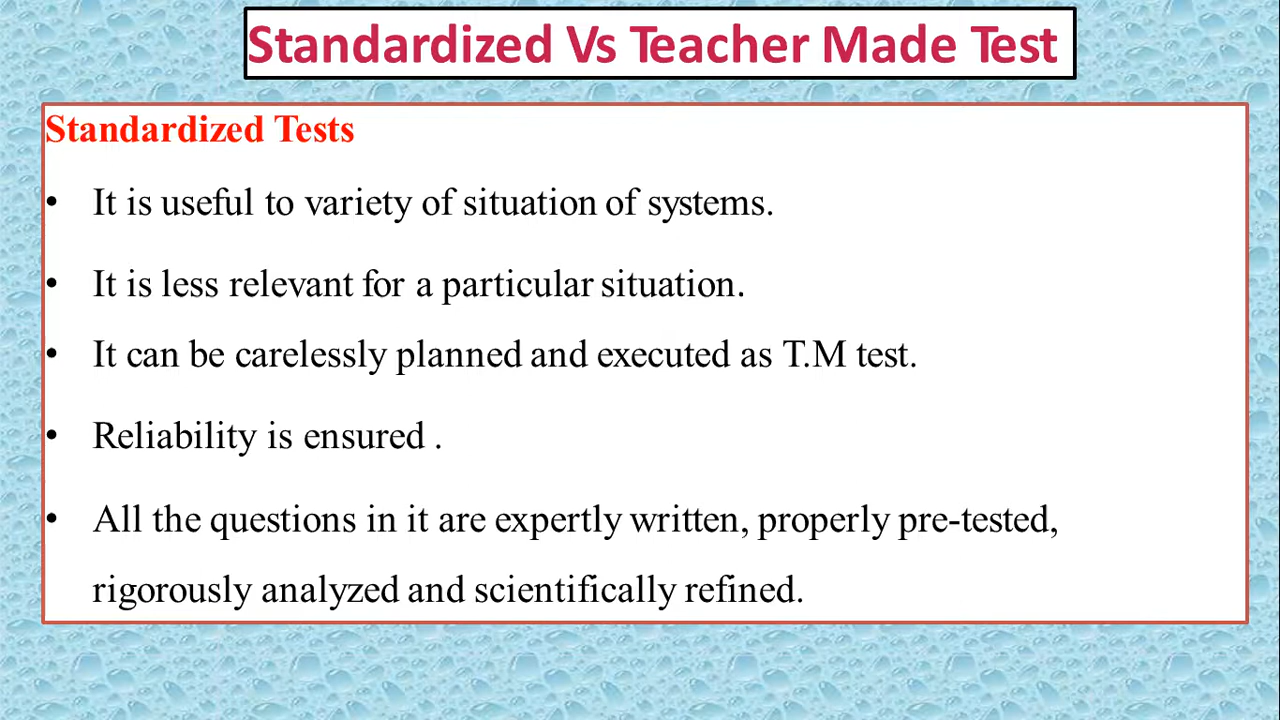 Standardized Vs Teacher Made Test
Standardized Tests
• It is useful to variety of situation of systems.
• It is less relevant for a particular situation.
• It can be carelessly planned and executed as T.M test.
• Reliability is ensured .
• All the questions in it are expertly written, properly pre-tested,
rigorously analyzed and scientifically refined.